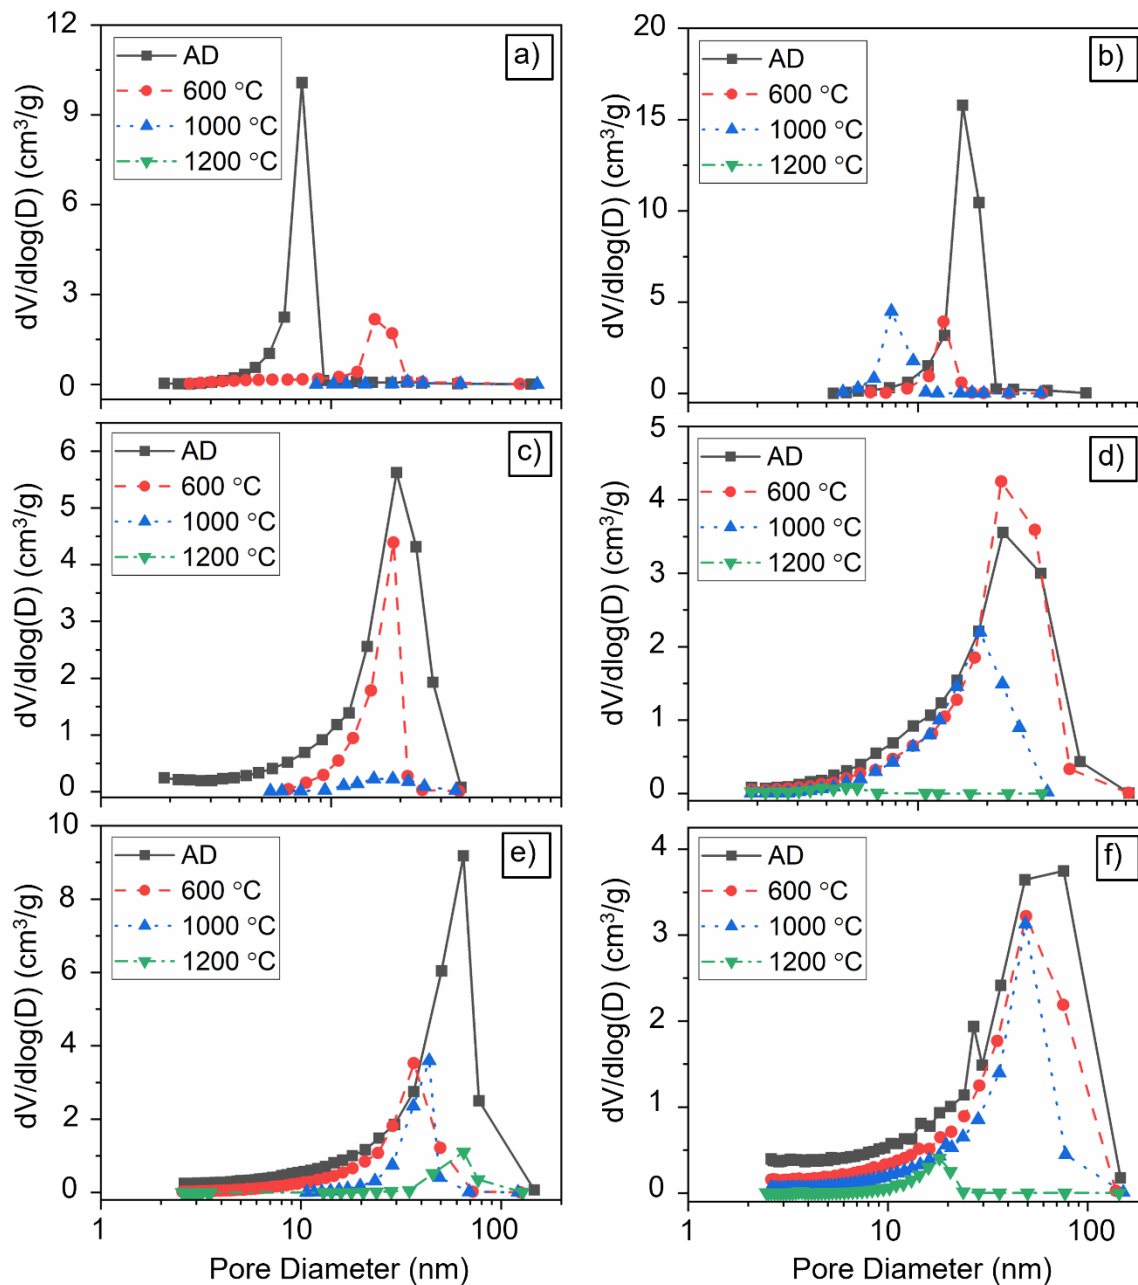 12
9
6
3
0
dV/dlog(D) (cm³/g)
AD
600 °C
1000 °C
1200 °C
a)
20
15
10
5
0
dV/dlog(D) (cm³/g)
AD
600 °C
1000 °C
1200 °C
b)
6
5
4
3
2
1
0
dV/dlog(D) (cm³/g)
AD
600 °C
1000 °C
1200 °C
c)
5
4
3
2
1
0
dV/dlog(D) (cm³/g)
AD
600 °C
1000 °C
1200 °C
d)
10
8
6
4
2
0
dV/dlog(D) (cm³/g)
AD
600 °C
1000 °C
1200 °C
e)
1 10 100
Pore Diameter (nm)
4
3
2
1
0
dV/dlog(D) (cm³/g)
AD
600 °C
1000 °C
1200 °C
f)
1 10 100
Pore Diameter (nm)